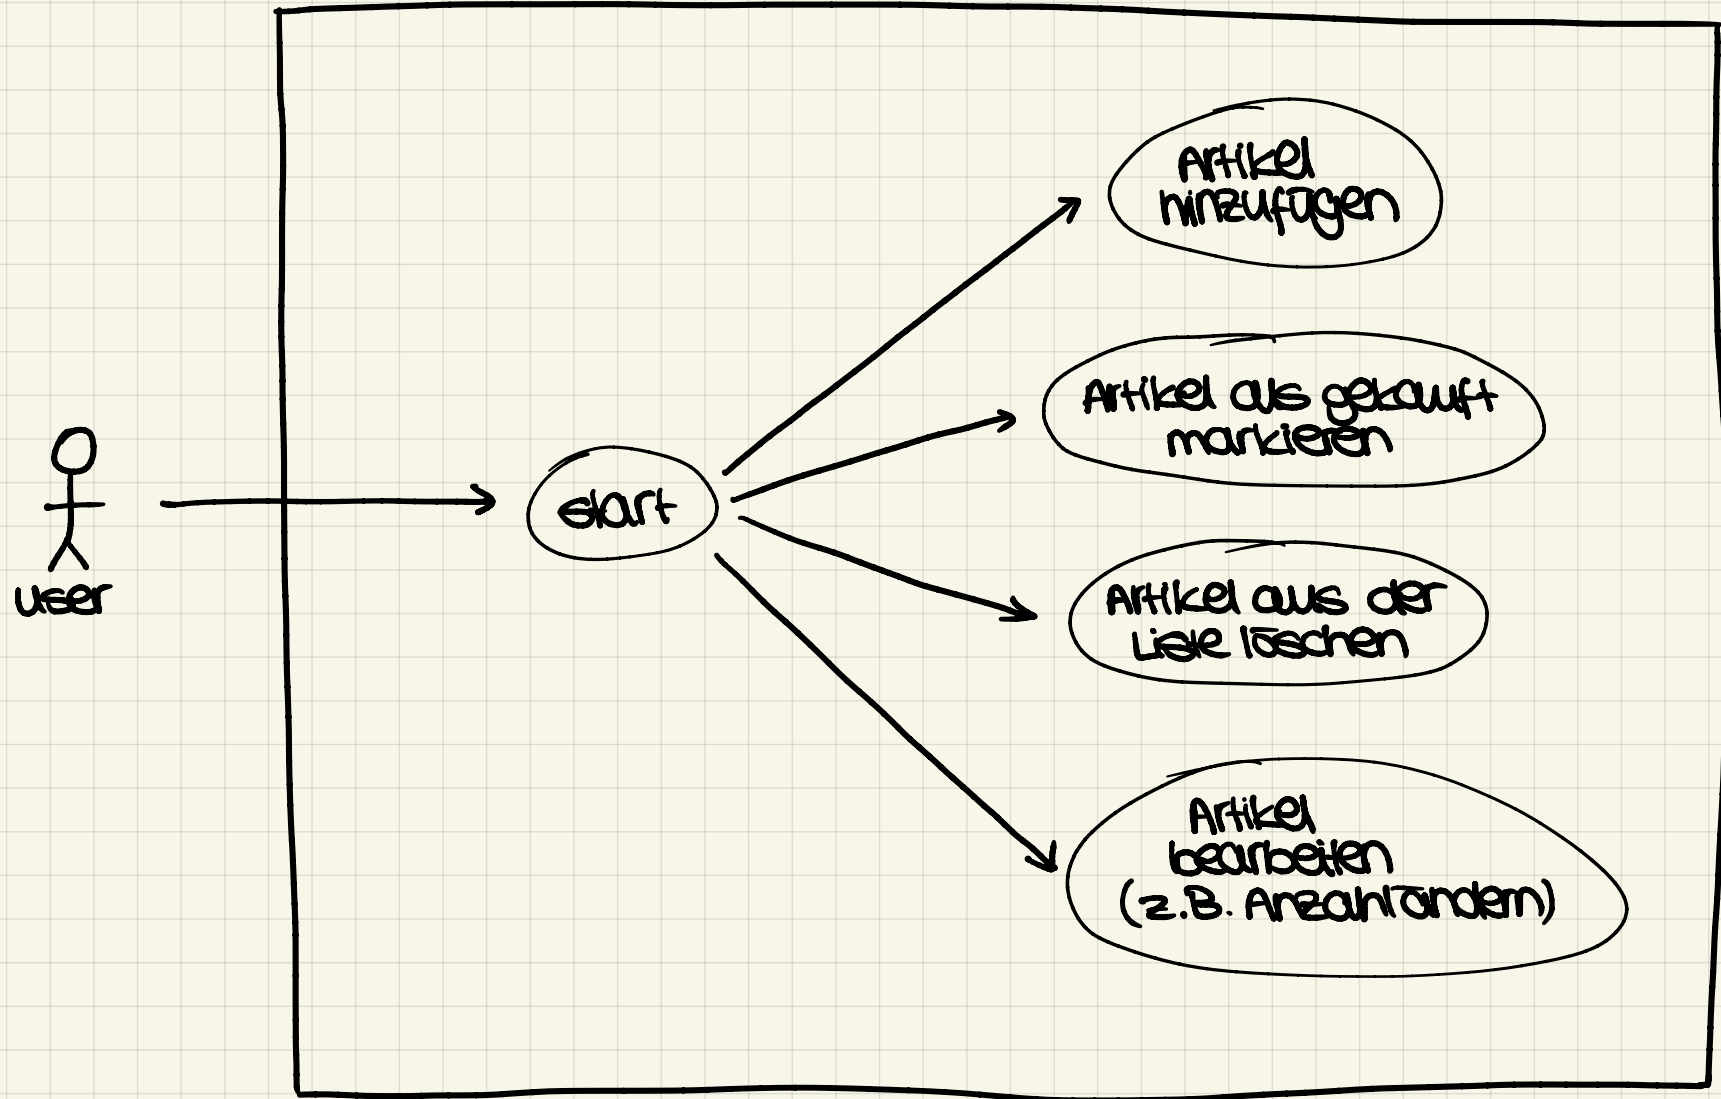 Artikel
hinzufügen
Artikel als gekauft
markieren
start
Artikel aus der
Liste löschen
user
Artikel
bearbeiten
(z.B. Anzahl ändern)